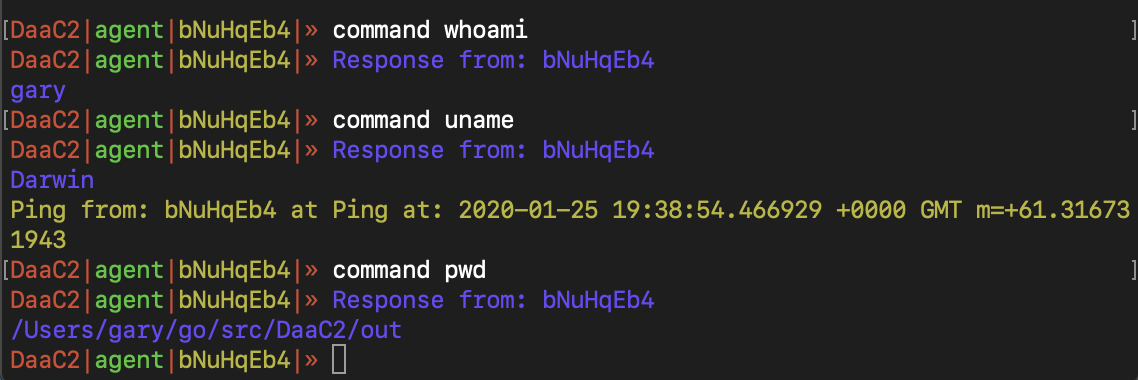 [DaaC2|agent|bNuHqEb4|» command whoami ]
DaaC2|agent|bNuHqEb4|» Response from: bNuHqEb4
gary
[DaaC2|agent|bNuHqEb4|» command uname ]
DaaC2|agent|bNuHqEb4|» Response from: bNuHqEb4
Darwin
Ping from: bNuHqEb4 at Ping at: 2020-01-25 19:38:54.466929 +0000 GMT m=+61.31673
1943
[DaaC2|agent|bNuHqEb4|» command pwd ]
DaaC2|agent|bNuHqEb4|» Response from: bNuHqEb4
/Users/gary/go/src/DaaC2/out
DaaC2|agent|bNuHqEb4|»